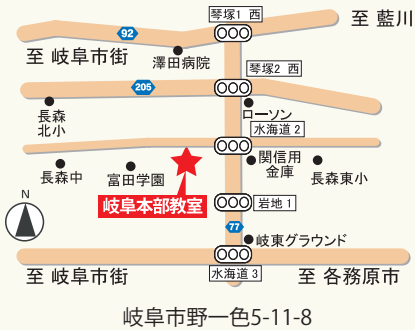 琴塚1 西
至 藍川
92
至 岐阜市街
澤田病院
琴塚2 西
205
長森
北小
ローソン
水海道 2
関信用
金庫
長森中
富田学園
長森東小
岐阜本部教室
岩地 1
N
77
岐東グラウンド
至 岐阜市街
水海道 3
至 各務原市
岐阜市野一色5-11-8